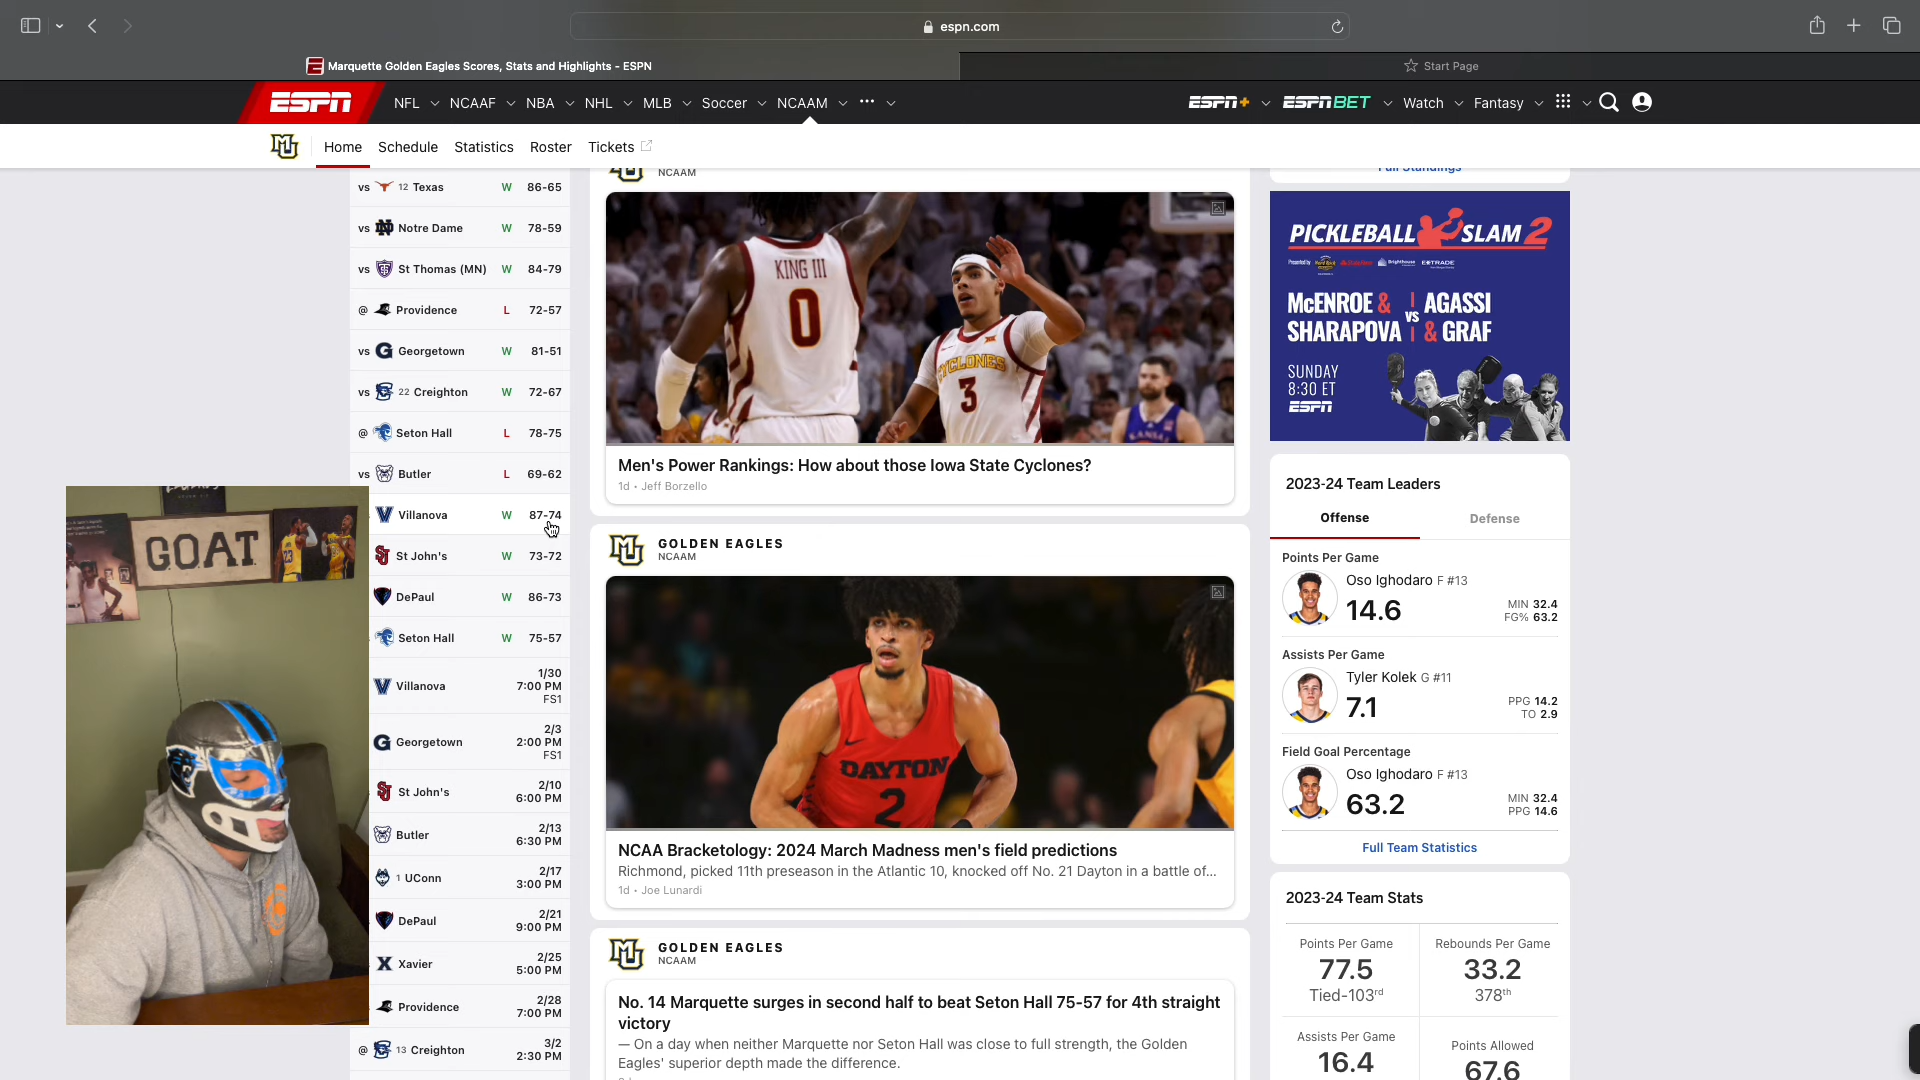 espn.com
Marquette Golden Eagles Scores, Stats and Highlights - ESPN
Start Page
ESPN NFL NCAAF NBA NHL MLB Soccer NCAAM ESPN+ ESPN BET Watch Fantasy
MU Home Schedule Statistics Roster Tickets
vs 12 Texas W 86-65
vs Notre Dame W 78-59
vs St Thomas (MN) W 84-79
@ Providence L 72-57
vs Georgetown W 81-51
vs 22 Creighton W 72-67
@ Seton Hall L 78-75
vs Butler L 69-62
Villanova W 87-74
St John's W 73-72
DePaul W 86-73
Seton Hall W 75-57
Villanova 1/30
7:00 PM
FS1
Georgetown 2/3
2:00 PM
FS1
St John's 2/10
6:00 PM
Butler 2/13
6:30 PM
1 UConn 2/17
3:00 PM
DePaul 2/21
9:00 PM
Xavier 2/25
5:00 PM
Providence 2/28
7:00 PM
@ 13 Creighton 3/2
2:30 PM
G.O.A.T.
NCAAM
KING III
0
CYCLONES
3
KANSAS
Men's Power Rankings: How about those Iowa State Cyclones?
1d • Jeff Borzello
GOLDEN EAGLES
NCAAM
DAYTON
2
NCAA Bracketology: 2024 March Madness men's field predictions
Richmond, picked 11th preseason in the Atlantic 10, knocked off No. 21 Dayton in a battle of...
1d • Joe Lunardi
GOLDEN EAGLES
NCAAM
No. 14 Marquette surges in second half to beat Seton Hall 75-57 for 4th straight
victory
— On a day when neither Marquette nor Seton Hall was close to full strength, the Golden
Eagles' superior depth made the difference.
Full Standings
PICKLEBALL SLAM 2
Presented by
E*TRADE
McENROE & SHARAPOVA vs AGASSI & GRAF
SUNDAY
8:30 ET
ESPN
2023-24 Team Leaders
Offense Defense
Points Per Game
Oso Ighodaro F #13
14.6
MIN 32.4
FG% 63.2
Assists Per Game
Tyler Kolek G #11
7.1
PPG 14.2
TO 2.9
Field Goal Percentage
Oso Ighodaro F #13
63.2
MIN 32.4
PPG 14.6
Full Team Statistics
2023-24 Team Stats
Points Per Game
77.5
Tied-103rd
Rebounds Per Game
33.2
378th
Assists Per Game
16.4
Points Allowed
67.6